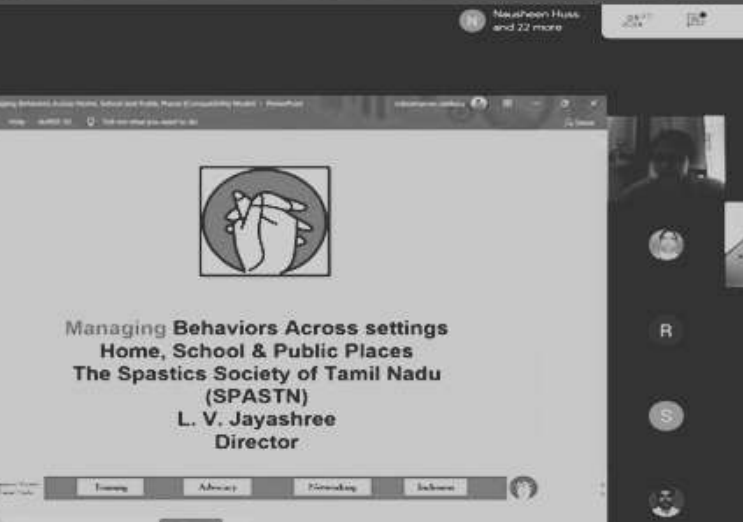 N
Nausheen Huss
and 22 more
Managing Behaviors Across settings
Home, School & Public Places
The Spastics Society of Tamil Nadu
(SPASTN)
L. V. Jayashree
Director
Training
Advocacy
Networking
Inclusion
R
S